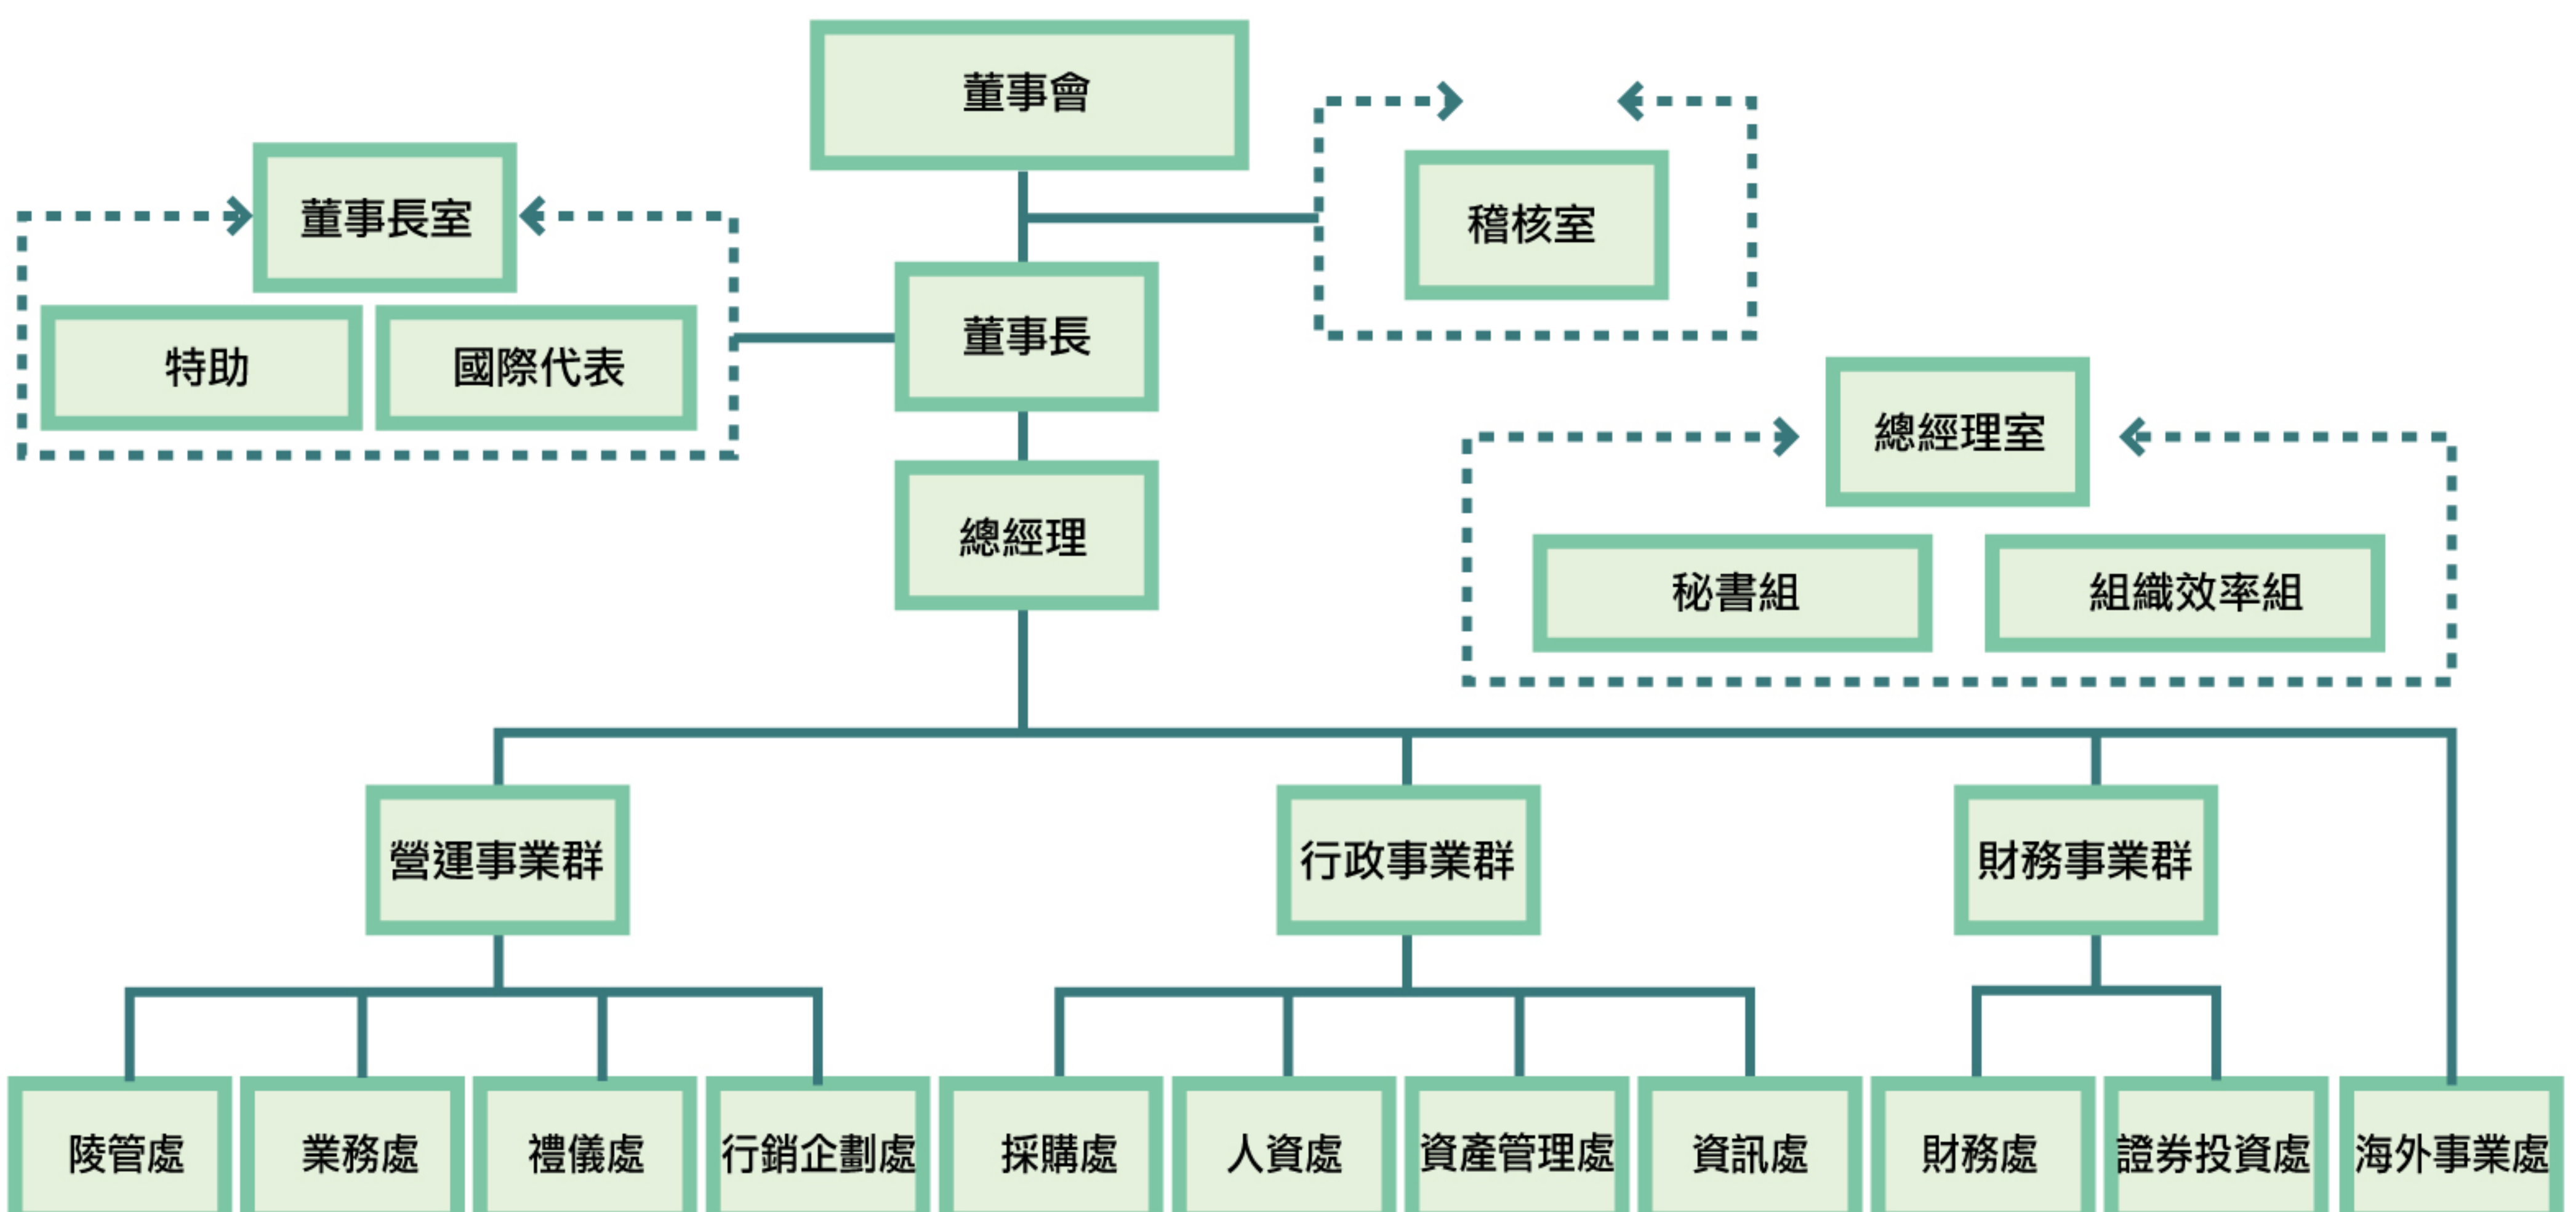 董事會
董事長室
稽核室
董事長
特助
國際代表
總經理室
總經理
秘書組
組織效率組
營運事業群
行政事業群
財務事業群
陵管處
業務處
禮儀處
行銷企劃處
採購處
人資處
資產管理處
資訊處
財務處
證券投資處
海外事業處